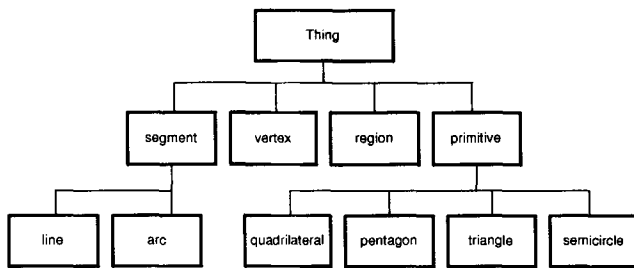 Thing
segment vertex region primitive
line arc quadrilateral pentagon triangle semicircle